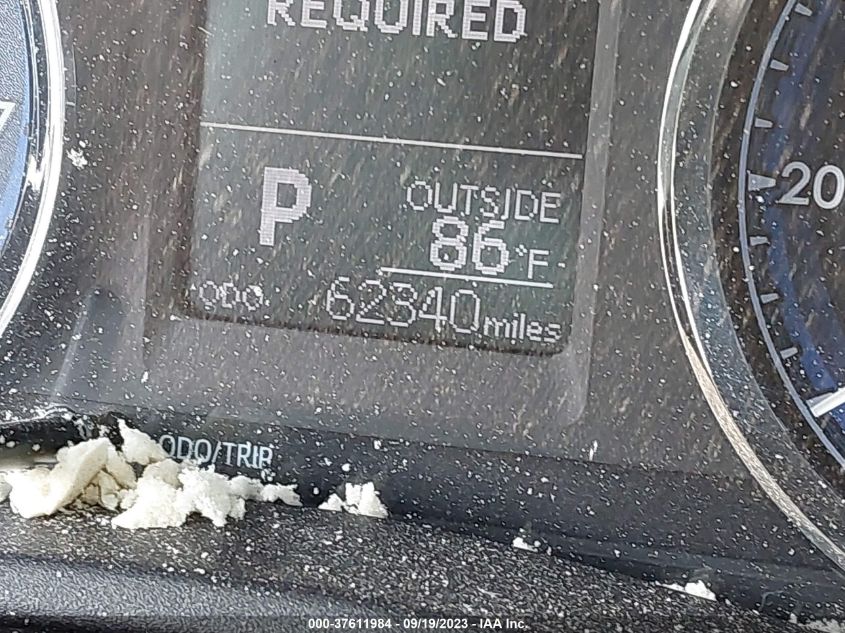 REQUIRED
P
OUTSIDE
86°F
ODO 62340 miles
20
ODO/TRIP
000-37611984 - 09/19/2023 - IAA Inc.